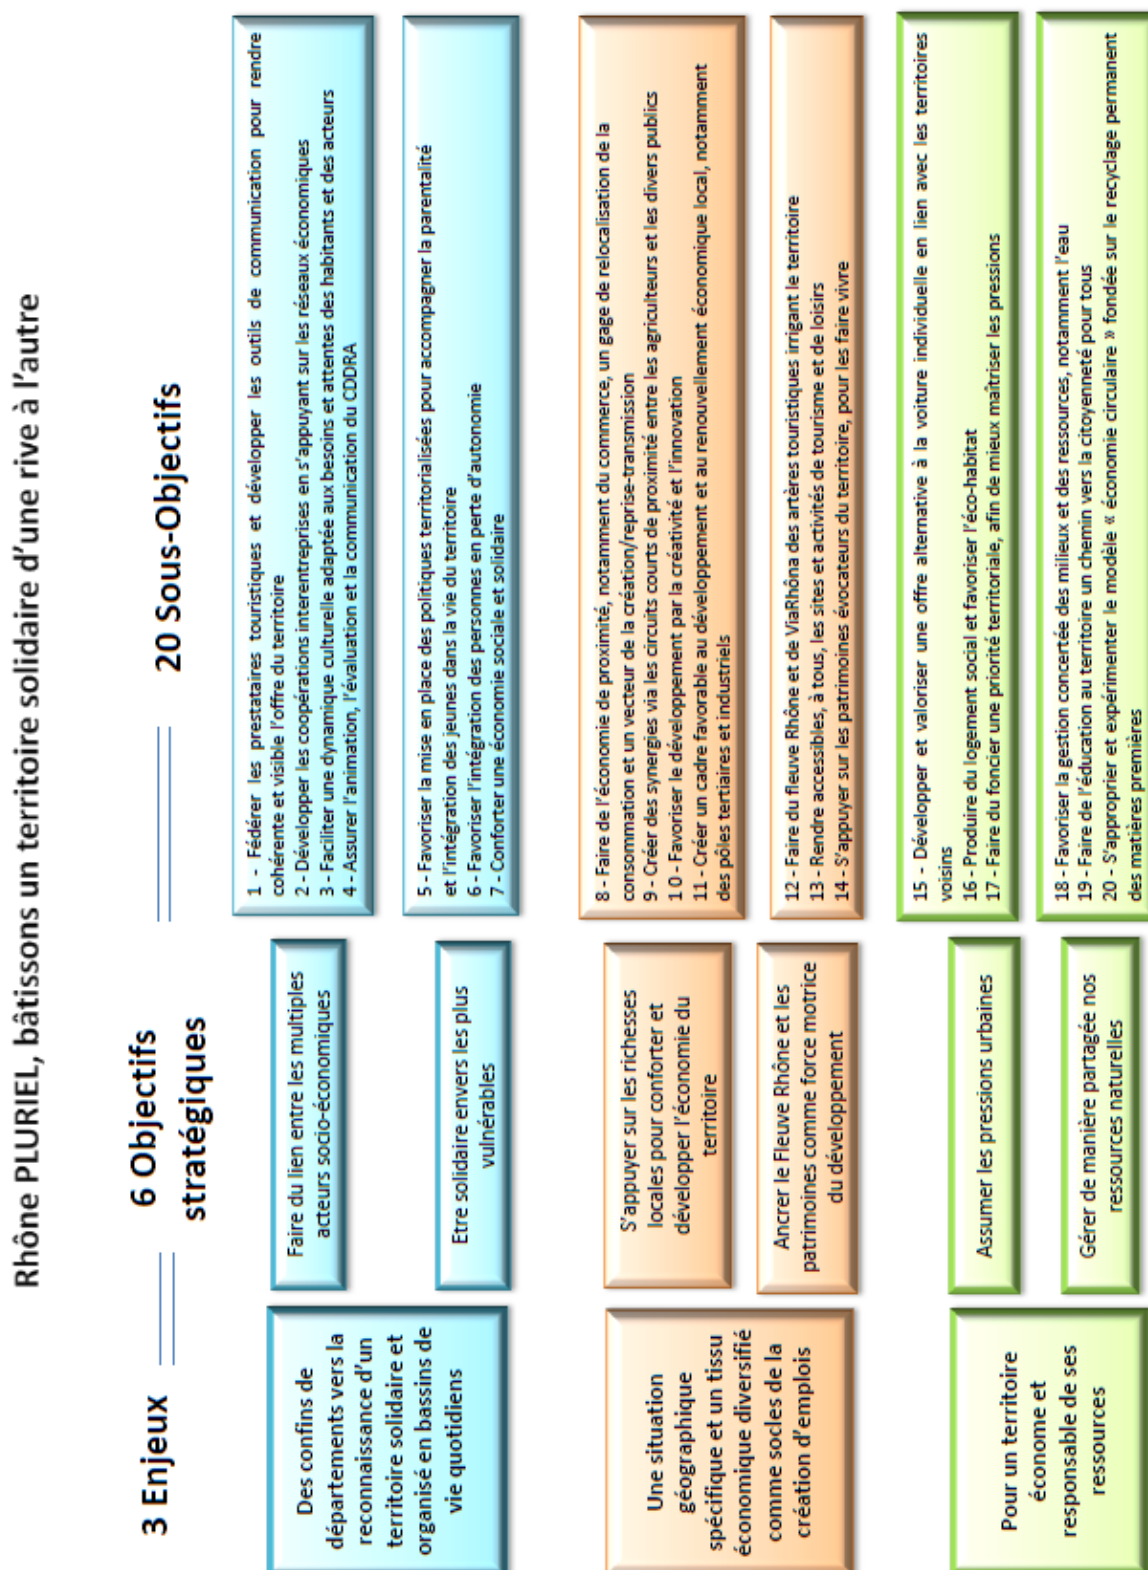 Rhône PLURIEL, bâtissons un territoire solidaire d'une rive à l'autre
3 Enjeux
6 Objectifs
stratégiques
20 Sous-Objectifs
Des confins de
départements vers la
reconnaissance d'un
territoire solidaire et
organisé en bassins de
vie quotidiens
Faire du lien entre les multiples
acteurs socio-économiques
1 - Fédérer les prestataires touristiques et développer les outils de communication pour rendre
cohérente et visible l'offre du territoire
2 - Développer les coopérations interentreprises en s'appuyant sur les réseaux économiques
3 - Faciliter une dynamique culturelle adaptée aux besoins et attentes des habitants et des acteurs
4 - Assurer l'animation, l'évaluation et la communication du CDDRA
Etre solidaire envers les plus
vulnérables
5 - Favoriser la mise en place des politiques territorialisées pour accompagner la parentalité
et l'intégration des jeunes dans la vie du territoire
6 - Favoriser l'intégration des personnes en perte d'autonomie
7 - Conforter une économie sociale et solidaire
Une situation
géographique
spécifique et un tissu
économique diversifié
comme socles de la
création d'emplois
S'appuyer sur les richesses
locales pour conforter et
développer l'économie du
territoire
8 - Faire de l'économie de proximité, notamment du commerce, un gage de relocalisation de la
consommation et un vecteur de la création/reprise-transmission
9 - Créer des synergies via les circuits courts de proximité entre les agriculteurs et les divers publics
10 - Favoriser le développement par la créativité et l'innovation
11 - Créer un cadre favorable au développement et au renouvellement économique local, notamment
des pôles tertiaires et industriels
Ancrer le Fleuve Rhône et les
patrimoines comme force motrice
du développement
12 - Faire du fleuve Rhône et de ViaRhôna des artères touristiques irrigant le territoire
13 - Rendre accessibles, à tous, les sites et activités de tourisme et de loisirs
14 - S'appuyer sur les patrimoines évocateurs du territoire, pour les faire vivre
Pour un territoire
économe et
responsable de ses
ressources
Assumer les pressions urbaines
15 - Développer et valoriser une offre alternative à la voiture individuelle en lien avec les territoires
voisins
16 - Produire du logement social et favoriser l'éco-habitat
17 - Faire du foncier une priorité territoriale, afin de mieux maîtriser les pressions
Gérer de manière partagée nos
ressources naturelles
18 - Favoriser la gestion concertée des milieux et des ressources, notamment l'eau
19 - Faire de l'éducation au territoire un chemin vers la citoyenneté pour tous
20 - S'approprier et expérimenter le modèle « économie circulaire » fondée sur le recyclage permanent
des matières premières